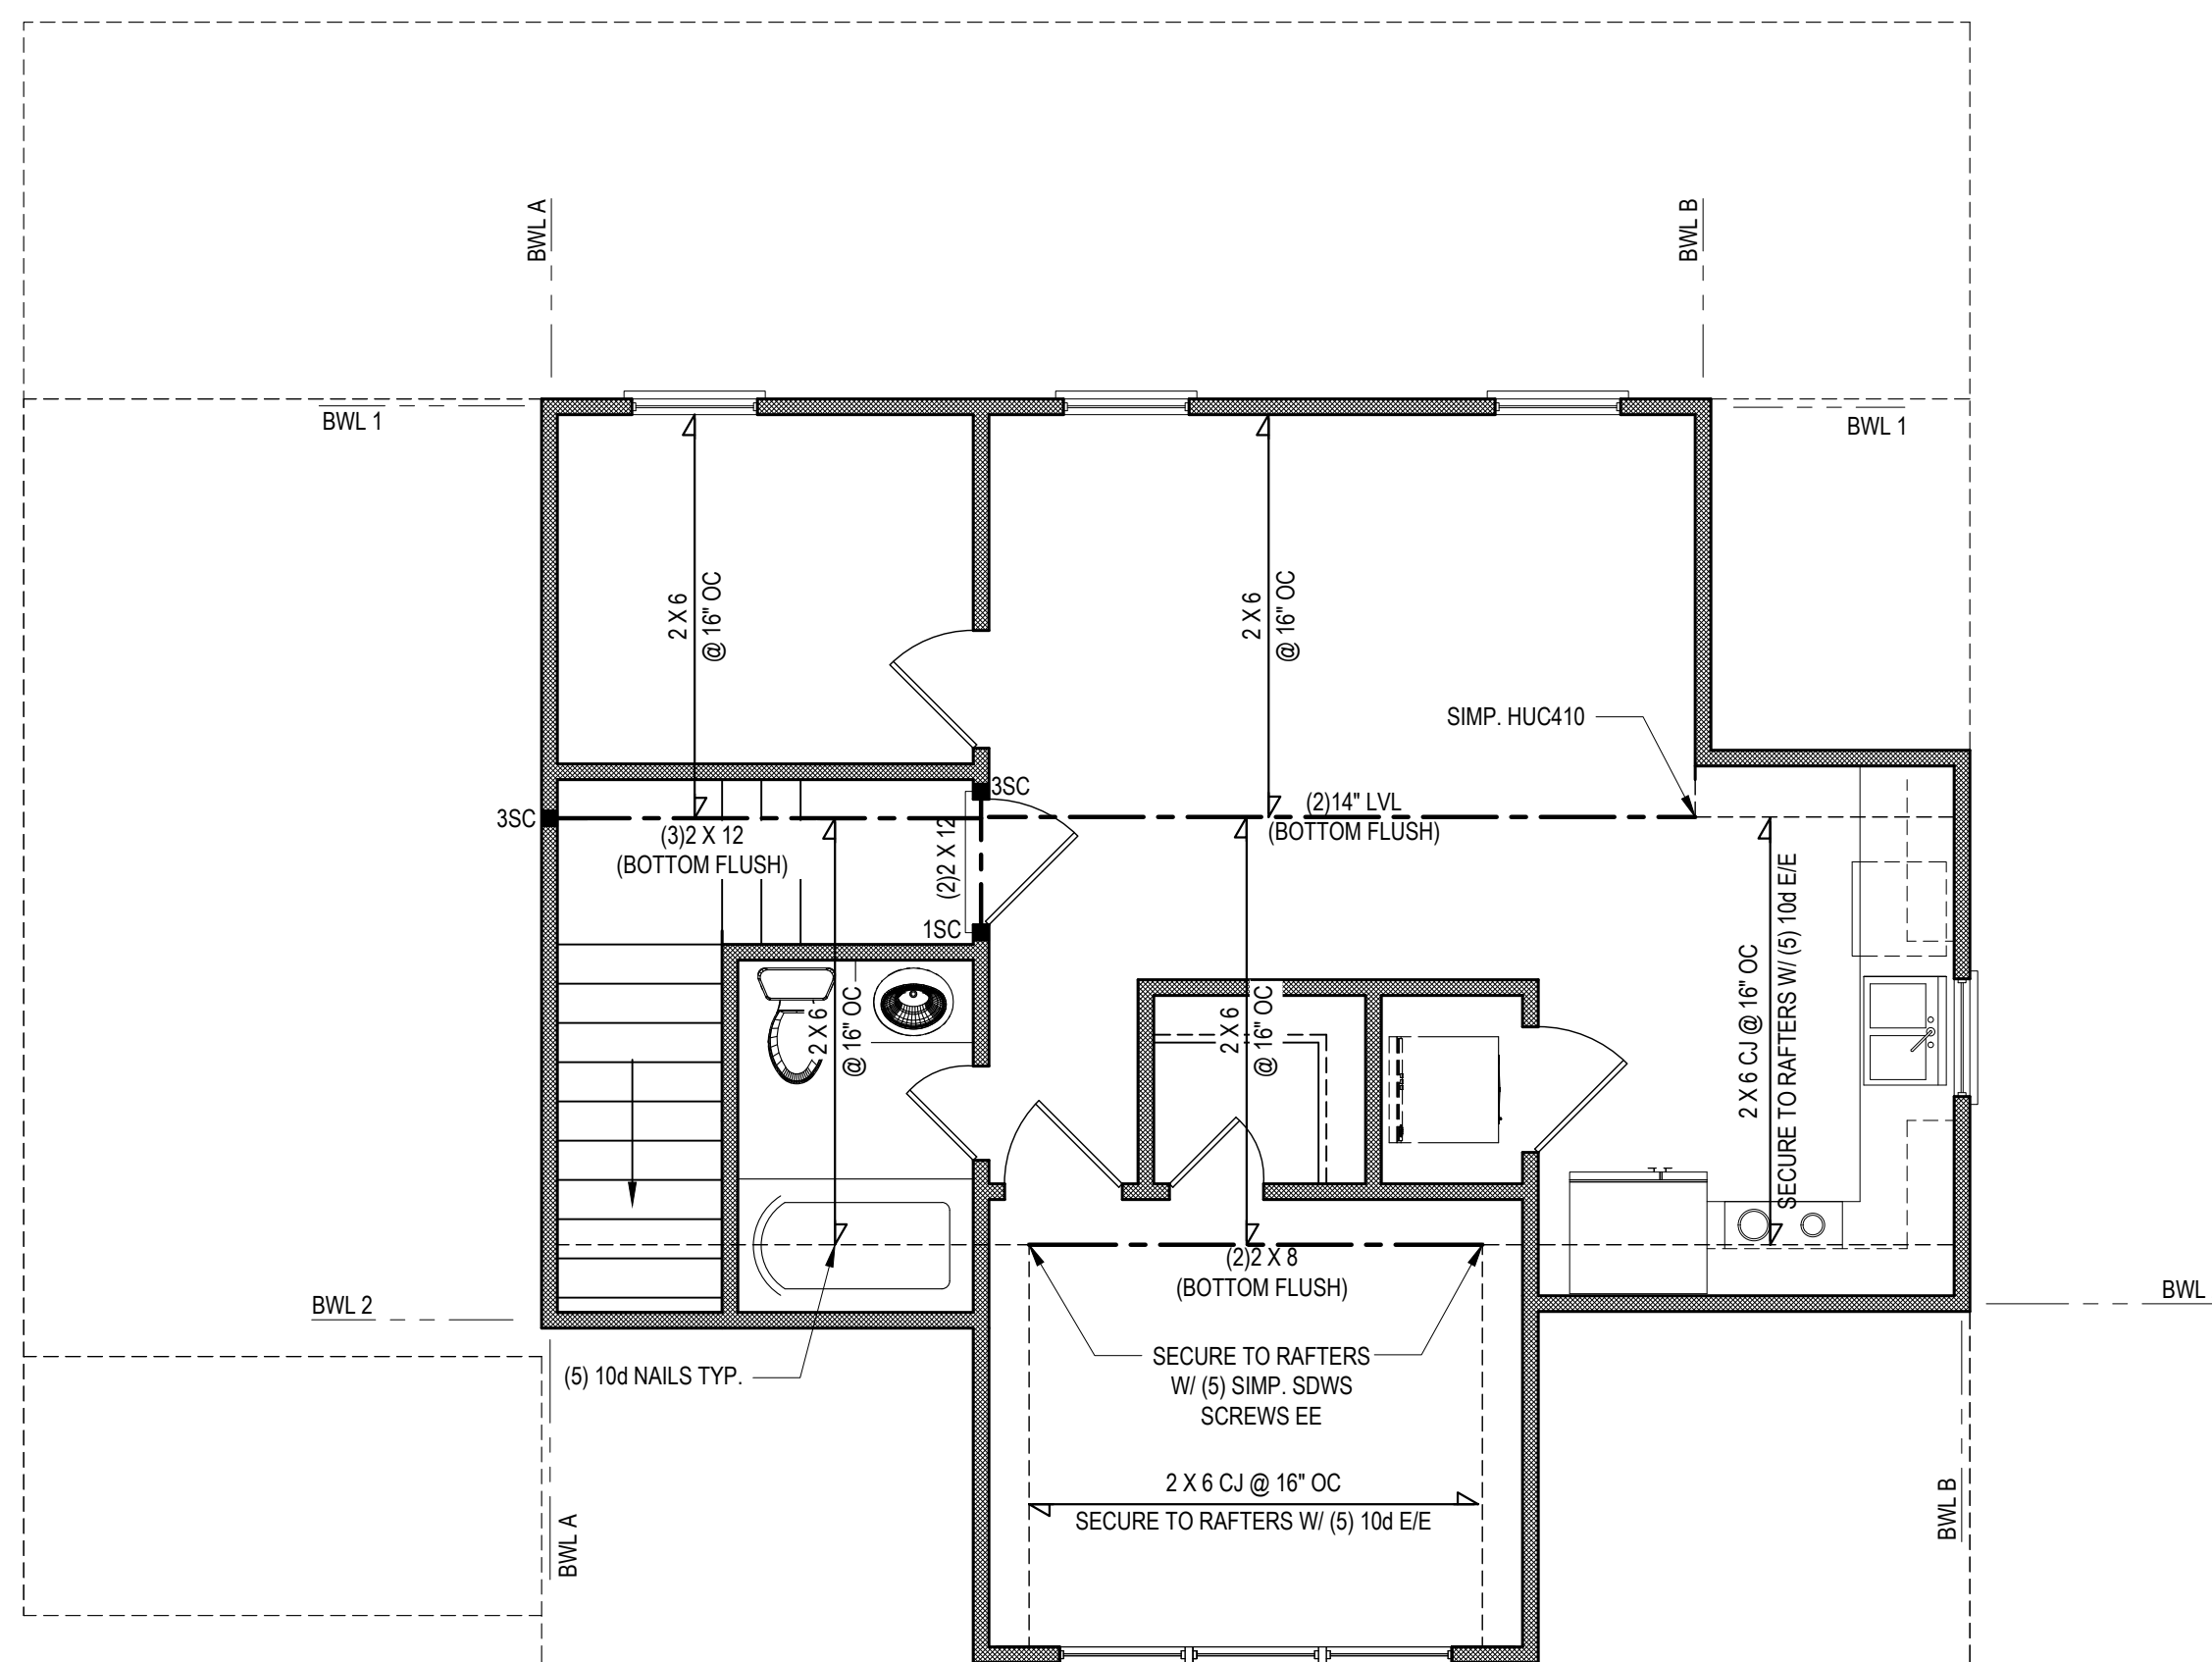 BWL A
BWL B
BWL 1
BWL 1
2 X 6
@ 16" OC
2 X 6
@ 16" OC
SIMP. HUC410
3SC
3SC
(3)2 X 12
(BOTTOM FLUSH)
(2)2 X 12
(2)14" LVL
(BOTTOM FLUSH)
1SC
2 X 6
@ 16" OC
2 X 6
@ 16" OC
2 X 6 CJ @ 16" OC
SECURE TO RAFTERS W/ (5) 10d E/E
(2)2 X 8
(BOTTOM FLUSH)
BWL 2
BWL
(5) 10d NAILS TYP.
SECURE TO RAFTERS
W/ (5) SIMP. SDWS
SCREWS EE
2 X 6 CJ @ 16" OC
SECURE TO RAFTERS W/ (5) 10d E/E
BWL A
BWL B